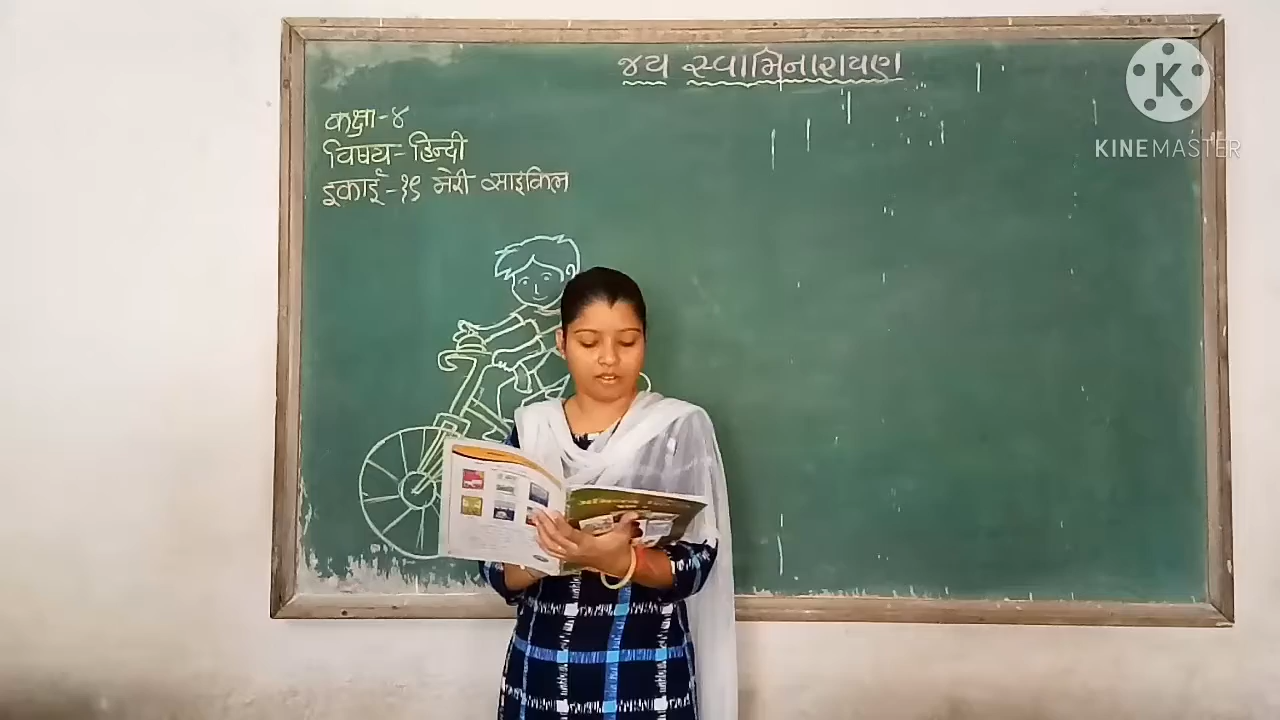 જય સ્વામિનારાયણ
कक्षा-४
विषय-हिन्दी
इकाई-१९ मेरी साइकिल
KINEMASTER